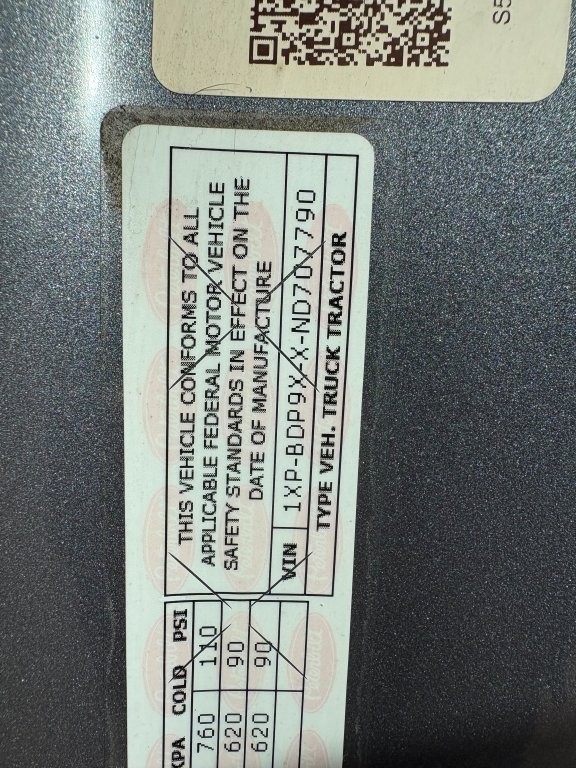 S5
THIS VEHICLE CONFORMS TO ALL
APPLICABLE FEDERAL MOTOR VEHICLE
SAFETY STANDARDS IN EFFECT ON THE
DATE OF MANUFACTURE
VIN 1XP-BDP9X-X-ND707790
TYPE VEH. TRUCK TRACTOR
KPA COLD PSI
760 110
620 90
620 90